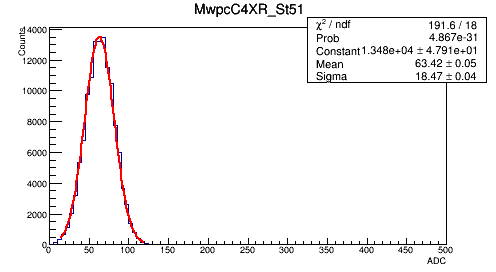 MwpcC4XR_St51
χ² / ndf 191.6 / 18
Prob 4.867e-31
Constant 1.348e+04 ± 4.791e+01
Mean 63.42 ± 0.05
Sigma 18.47 ± 0.04
Counts
14000
12000
10000
8000
6000
4000
2000
0
0 50 100 150 200 250 300 350 400 450 500
ADC